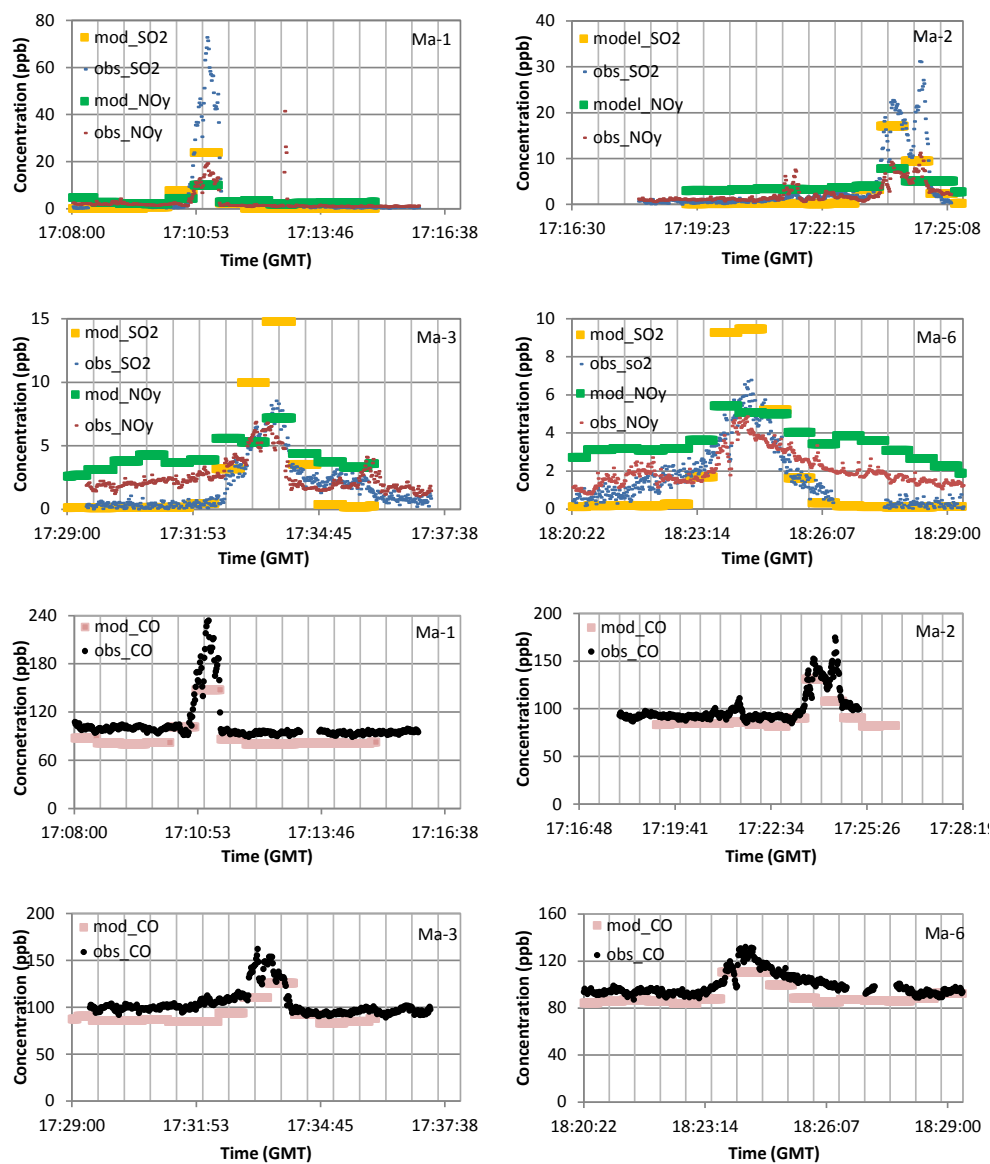 80
60
40
20
0
Concentration (ppb)
mod_SO2
obs_SO2
mod_NOy
obs_NOy
Ma-1
17:08:00 17:10:53 17:13:46 17:16:38
Time (GMT)
40
30
20
10
0
Concentration (ppb)
model_SO2
obs_SO2
model_NOy
obs_NOy
Ma-2
17:16:30 17:19:23 17:22:15 17:25:08
Time (GMT)
15
10
5
0
Concentration (ppb)
mod_SO2
obs_SO2
mod_NOy
obs_NOy
Ma-3
17:29:00 17:31:53 17:34:45 17:37:38
Time (GMT)
10
8
6
4
2
0
Concentration (ppb)
mod_SO2
obs_so2
mod_NOy
obs_NOy
Ma-6
18:20:22 18:23:14 18:26:07 18:29:00
Time (GMT)
240
180
120
60
0
Concnetration (ppb)
mod_CO
obs_CO
Ma-1
17:08:00 17:10:53 17:13:46 17:16:38
Time (GMT)
200
150
100
50
0
Concentration (ppb)
mod_CO
obs_CO
Ma-2
17:16:48 17:19:41 17:22:34 17:25:26 17:28:19
Time (GMT)
200
150
100
50
0
Concentration (ppb)
mod_CO
obs_CO
Ma-3
17:29:00 17:31:53 17:34:45 17:37:38
Time (GMT)
160
120
80
40
0
Concentration (ppb)
mod_CO
obs_CO
Ma-6
18:20:22 18:23:14 18:26:07 18:29:00
Time (GMT)